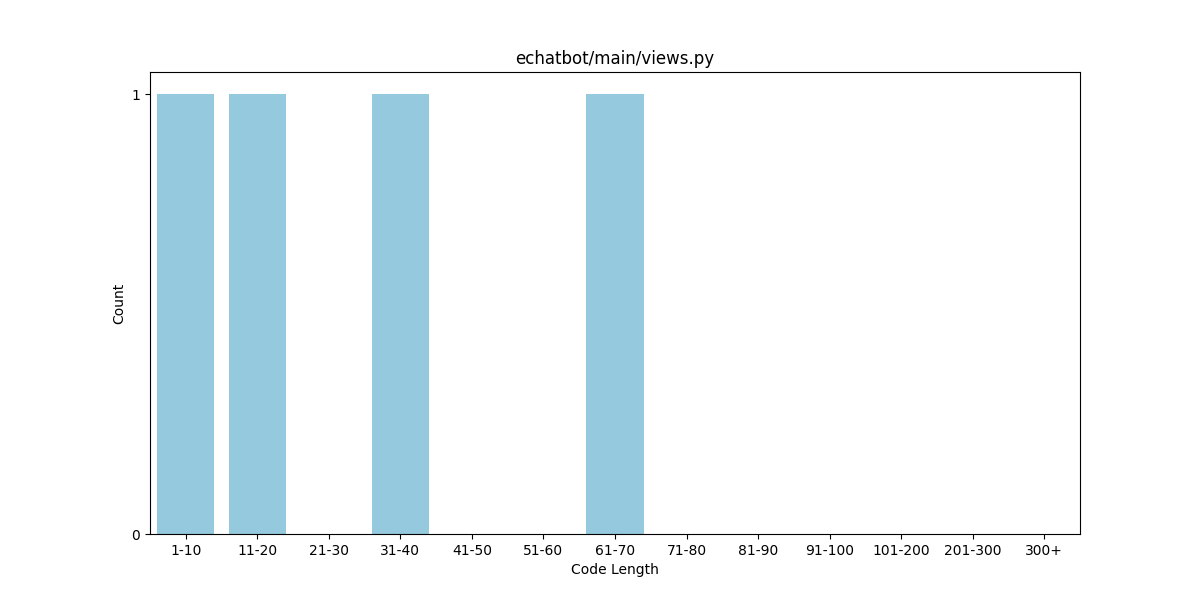 echatbot/main/views.py
1
Count
0
1-10 11-20 21-30 31-40 41-50 51-60 61-70 71-80 81-90 91-100 101-200 201-300 300+
Code Length